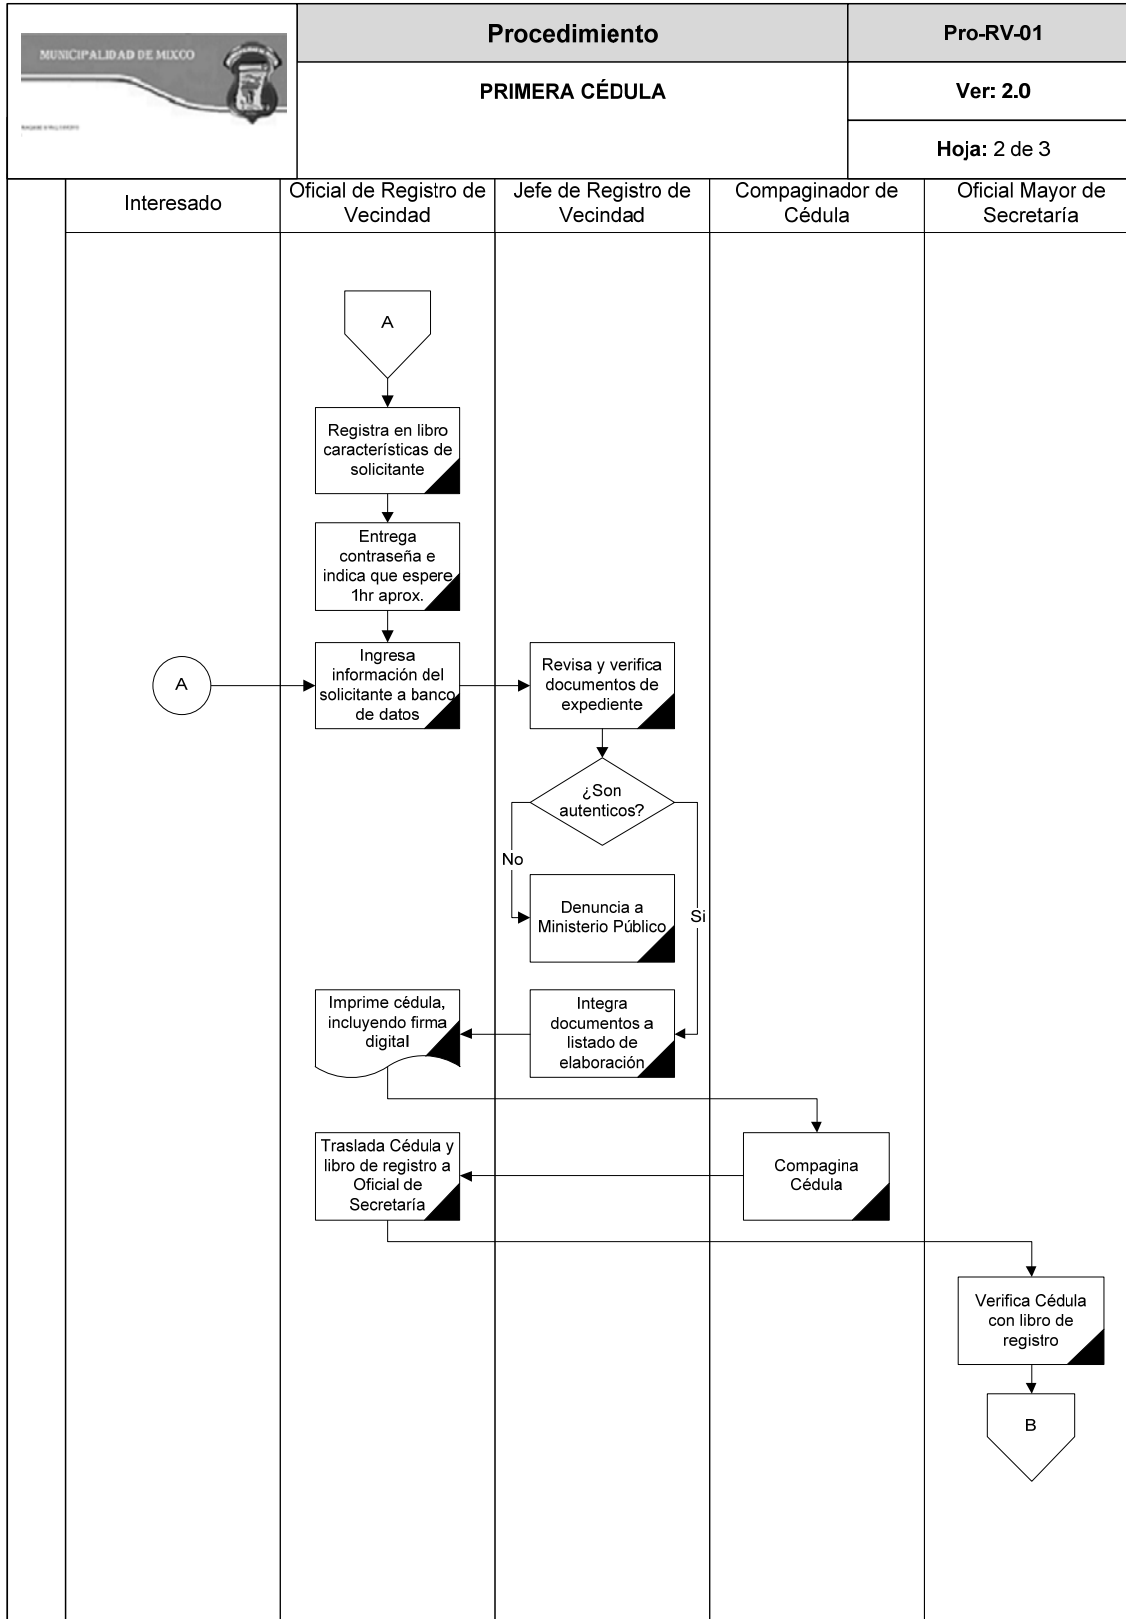 MUNICIPALIDAD DE MIXCO
Procedimiento
Pro-RV-01
PRIMERA CÉDULA
Ver: 2.0
Hoja: 2 de 3
Interesado
Oficial de Registro de
Vecindad
Jefe de Registro de
Vecindad
Compaginador de
Cédula
Oficial Mayor de
Secretaría
A
Registra en libro
características de
solicitante
Entrega
contraseña e
indica que espere
1hr aprox.
A
Ingresa
información del
solicitante a banco
de datos
Revisa y verifica
documentos de
expediente
¿Son
autenticos?
No
Si
Denuncia a
Ministerio Público
Integra
documentos a
listado de
elaboración
Imprime cédula,
incluyendo firma
digital
Compagina
Cédula
Traslada Cédula y
libro de registro a
Oficial de
Secretaría
Verifica Cédula
con libro de
registro
B